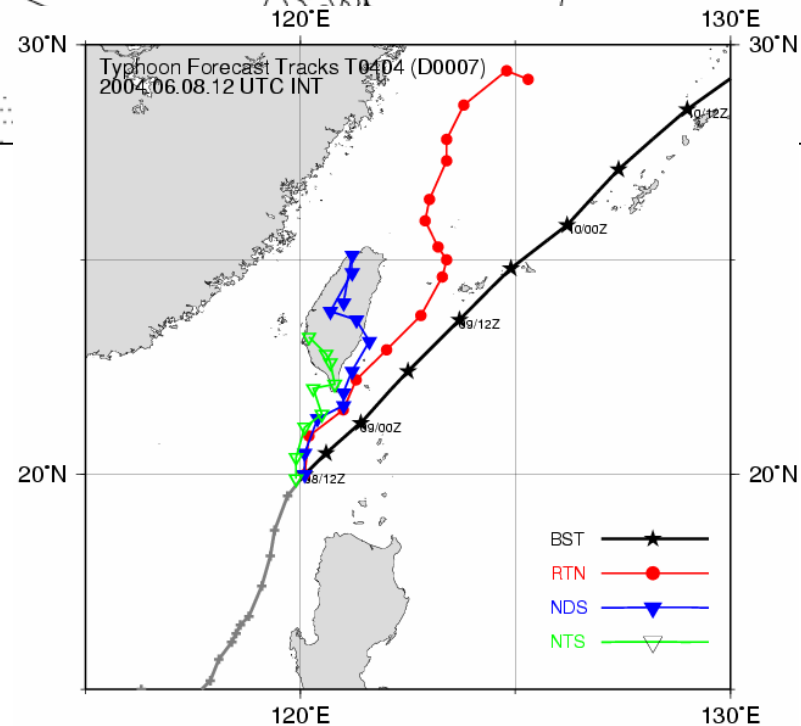 120°E 130°E
30°N 30°N
Typhoon Forecast Tracks T0404 (D0007)
2004.06.08.12 UTC INT
10/12Z
10/00Z
09/12Z
09/00Z
20°N 20°N
08/12Z
BST
RTN
NDS
NTS
120°E 130°E